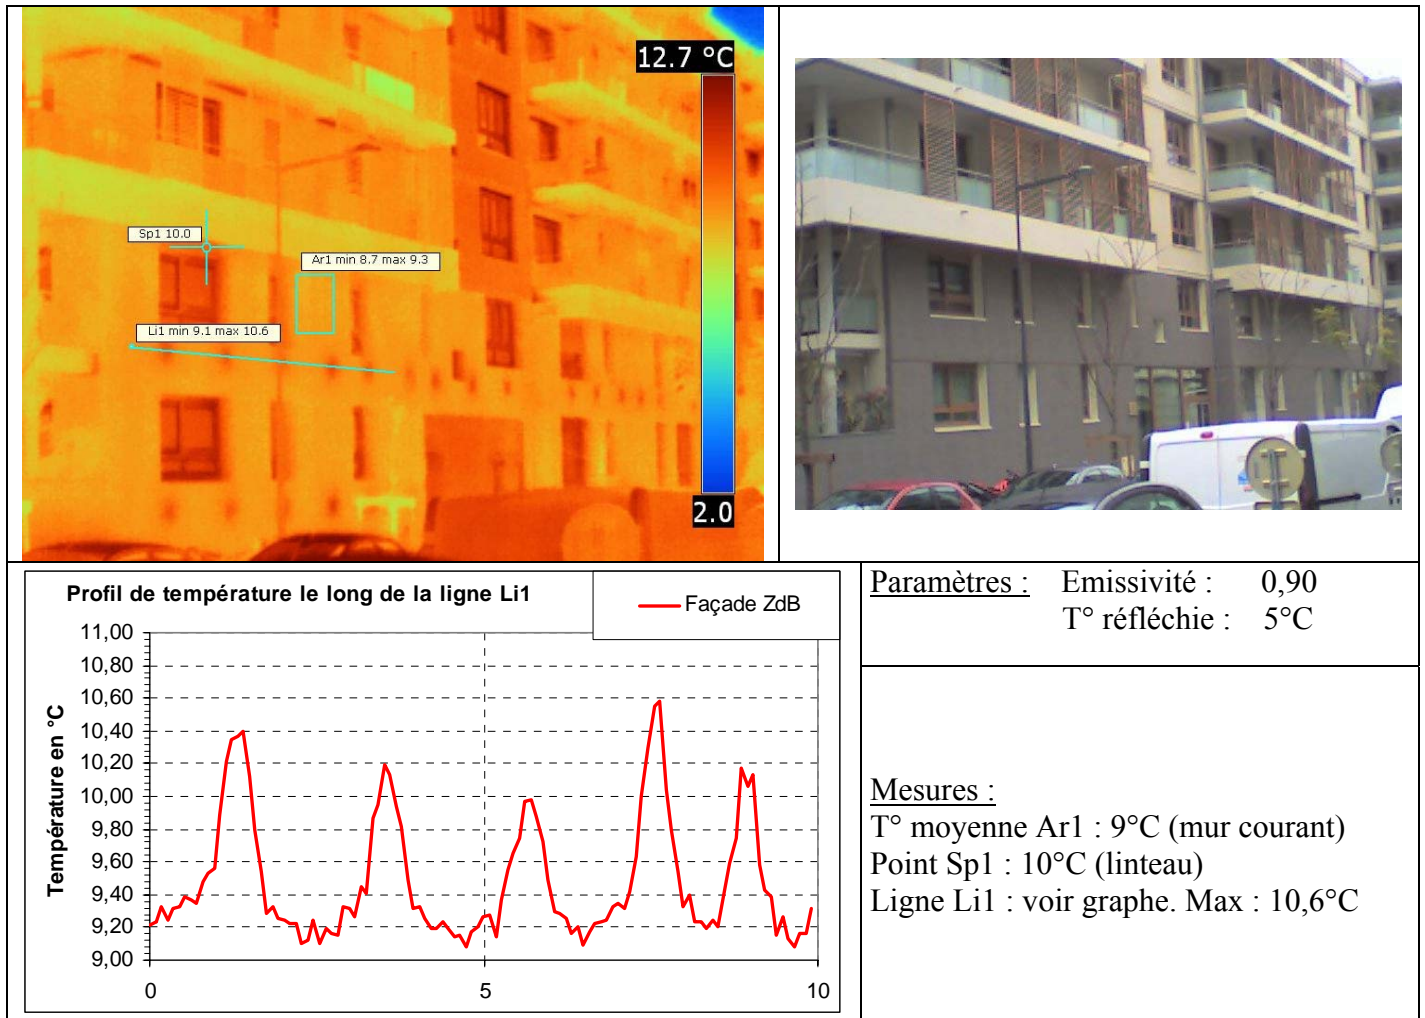 12.7 °C
Sp1 10.0
Ar1 min 8.7 max 9.3
Li1 min 9.1 max 10.6
2.0
Profil de température le long de la ligne Li1
Façade ZdB
Température en °C
11,00
10,80
10,60
10,40
10,20
10,00
9,80
9,60
9,40
9,20
9,00
0
5
10
Paramètres : Emissivité : 0,90
T° réfléchie : 5°C
Mesures :
T° moyenne Ar1 : 9°C (mur courant)
Point Sp1 : 10°C (linteau)
Ligne Li1 : voir graphe. Max : 10,6°C